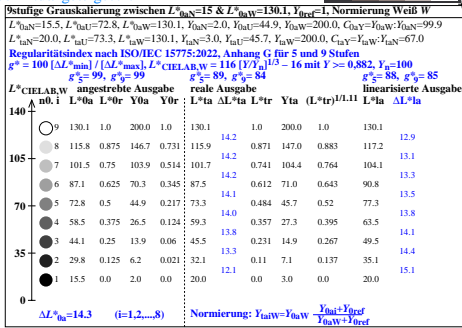 9stufige Grauskalierung zwischen L*0aN=15 & L*0aW=130.1, Y0ref=1, Normierung Weiß W
L*0aN=15.5, L*0aU=72.8, L*0aW=130.1, Y0aN=2.0, Y0aU=44.9, Y0aW=200.0, C0aY=Y0aW:Y0aN=99.9
L*taN=20.0, L*taU=73.3, L*taW=130.1, YtaN=3.0, YtaU=45.7, YtaW=200.0, CtaY=YtaW:YtaN=67.0
Regularitätsindex nach ISO/IEC 15775:2022, Anhang G für 5 und 9 Stufen
g* = 100 [ΔL*min] / [ΔL*max], L*CIELAB,W = 116 [Y/Yn]1/3 − 16 mit Y >= 0,882, Yn=100
g*5= 99, g*9= 99 g*5= 89, g*9= 84 g*5= 88, g*9= 85
L*CIELAB,W angestrebte Ausgabe reale Ausgabe linearisierte Ausgabe
n0. i L*0a L*0r Y0a Y0r L*ta ΔL*ta L*tr Yta (L*tr)1/1.11 L*la ΔL*la
9 130.1 1.0 200.0 1.0 130.1 1.0 200.0 1.0 130.1
140
14.2 12.9
8 115.8 0.875 146.7 0.731 115.9 0.871 147.0 0.883 117.2
14.2 13.1
105
7 101.5 0.75 103.9 0.514 101.7 0.741 104.4 0.764 104.1
14.2 13.3
6 87.1 0.625 70.3 0.345 87.5 0.612 71.0 0.643 90.8
14.1 13.5
70
5 72.8 0.5 44.9 0.217 73.3 0.484 45.7 0.52 77.3
14.0 13.8
4 58.5 0.375 26.5 0.124 59.3 0.357 27.3 0.395 63.5
13.8 14.1
3 44.1 0.25 13.9 0.06 45.5 0.231 14.9 0.267 49.5
13.3 14.4
35
2 29.8 0.125 6.2 0.021 32.1 0.11 7.1 0.137 35.1
12.1 15.1
1 15.5 0.0 2.0 0.0 20.0 0.0 3.0 0.0 20.0
0
ΔL*0a=14.3 (i=1,2,...,8) Normierung: YtaiW=Y0aW Y0ai+Y0ref
Y0aW+Y0ref